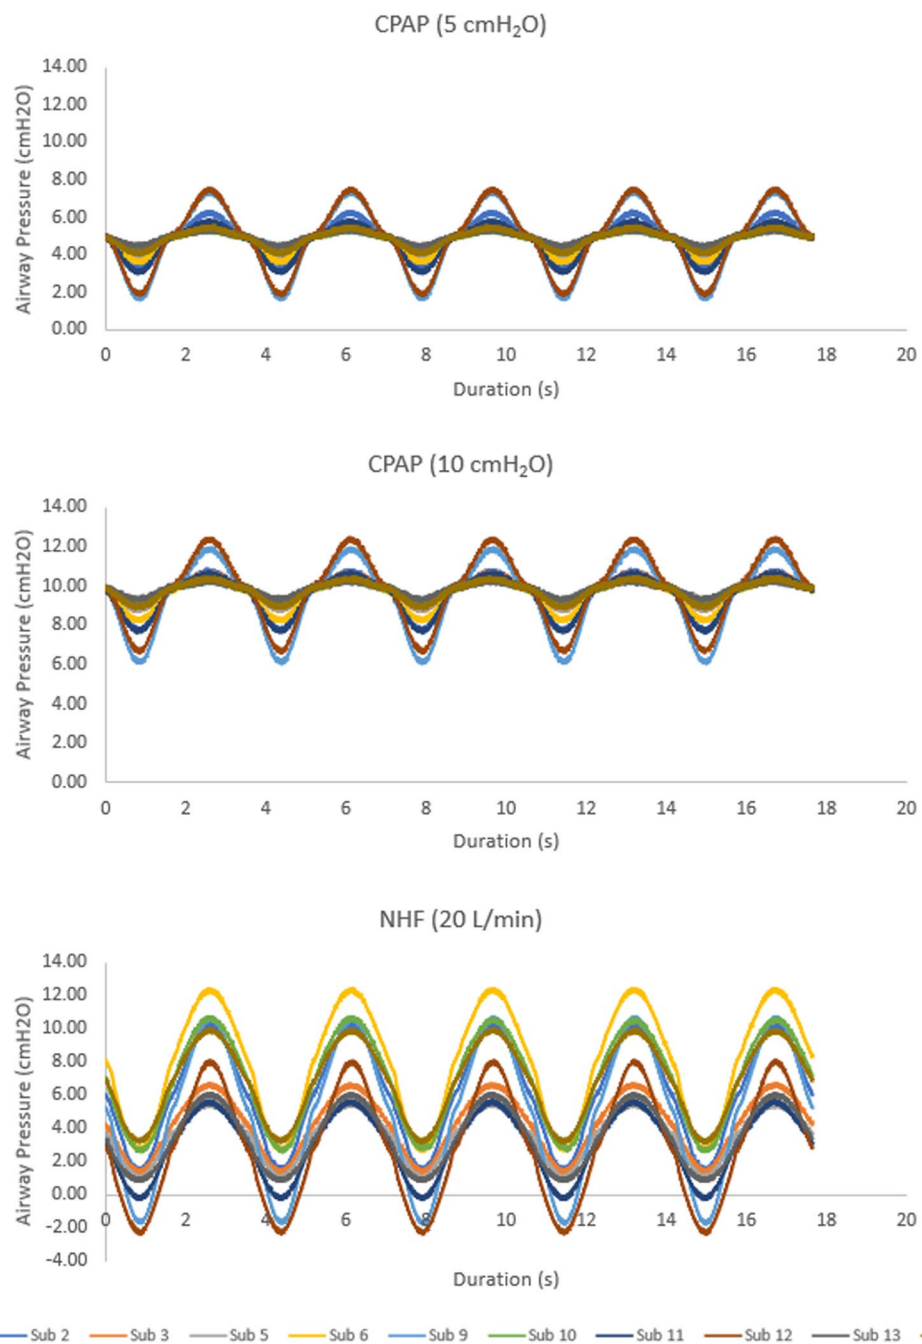 CPAP (5 cmH₂O)
14.00
12.00
10.00
8.00
6.00
4.00
2.00
0.00
Airway Pressure (cmH2O)
0 2 4 6 8 10 12 14 16 18 20
Duration (s)
CPAP (10 cmH₂O)
14.00
12.00
10.00
8.00
6.00
4.00
2.00
0.00
Airway Pressure (cmH2O)
0 2 4 6 8 10 12 14 16 18 20
Duration (s)
NHF (20 L/min)
14.00
12.00
10.00
8.00
6.00
4.00
2.00
0.00
-2.00
-4.00
Airway Pressure (cmH2O)
0 2 4 6 8 10 12 14 16 18 20
Duration (s)
Sub 2 Sub 3 Sub 5 Sub 6 Sub 9 Sub 10 Sub 11 Sub 12 Sub 13